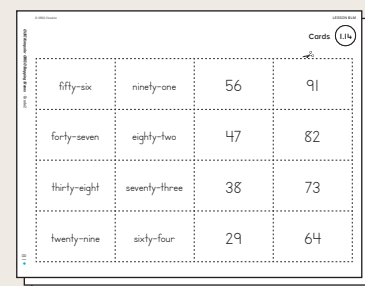 LESSON BLM
Cards 1.14
fifty-six ninety-one 56 91
forty-seven eighty-two 47 82
thirty-eight seventy-three 38 73
twenty-nine sixty-four 29 64